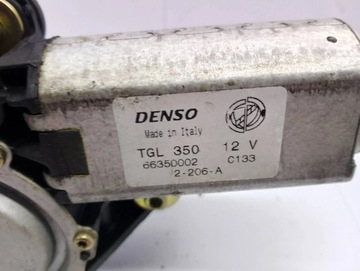 DENSO
Made in Italy
TGL 350 12 V
66350002 C133
2-206-A